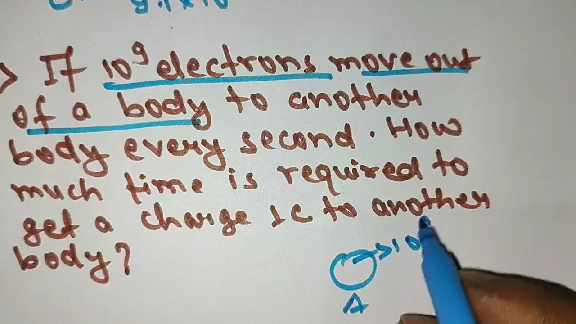 > If 10⁹ electrons move out
of a body to another
body every second. How
much time is required to
get a charge 1c to another
body?
>10
A